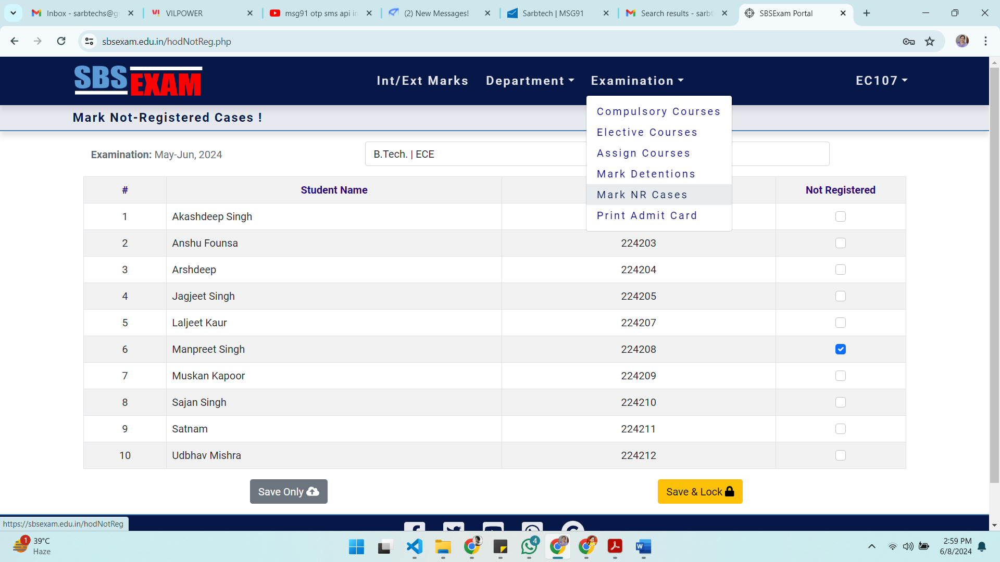 Inbox - sarbtechs@g
VILPOWER
msg91 otp sms api in
(2) New Messages!
Sarbtech | MSG91
Search results - sarbt
SBSExam Portal
sbsexam.edu.in/hodNotReg.php
SBS EXAM
Int/Ext Marks
Department
Examination
EC107
Compulsory Courses
Elective Courses
Assign Courses
Mark Detentions
Mark NR Cases
Print Admit Card
Mark Not-Registered Cases !
Examination: May-Jun, 2024
B.Tech. | ECE
# Student Name Not Registered
1 Akashdeep Singh
2 Anshu Founsa 224203
3 Arshdeep 224204
4 Jagjeet Singh 224205
5 Laljeet Kaur 224207
6 Manpreet Singh 224208
7 Muskan Kapoor 224209
8 Sajan Singh 224210
9 Satnam 224211
10 Udbhav Mishra 224212
Save Only
Save & Lock
https://sbsexam.edu.in/hodNotReg
1
39°C
Haze
4
2:59 PM
6/8/2024